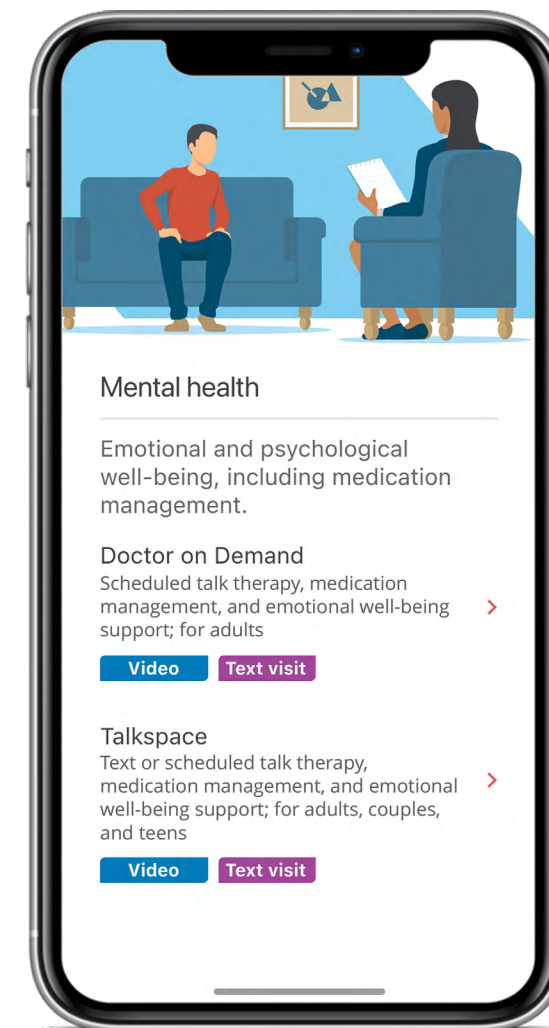 Mental health
Emotional and psychological
well-being, including medication
management.
Doctor on Demand
Scheduled talk therapy, medication
management, and emotional well-being
support; for adults
Video Text visit
Talkspace
Text or scheduled talk therapy,
medication management, and emotional
well-being support; for adults, couples,
and teens
Video Text visit